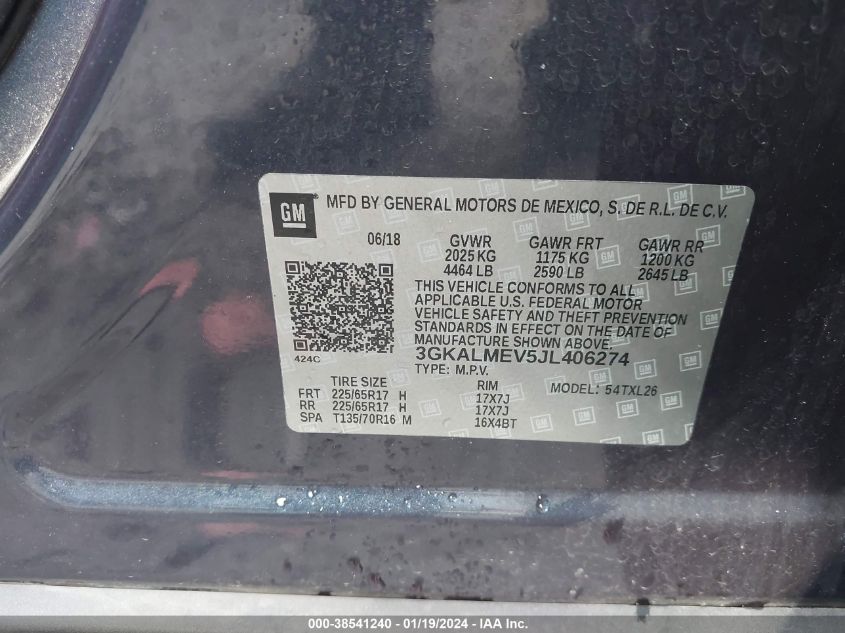 GM
MFD BY GENERAL MOTORS DE MEXICO, S. DE R.L. DE C.V.
06/18 GVWR GAWR FRT GAWR RR
2025 KG 1175 KG 1200 KG
4464 LB 2590 LB 2645 LB
THIS VEHICLE CONFORMS TO ALL
APPLICABLE U.S. FEDERAL MOTOR
VEHICLE SAFETY AND THEFT PREVENTION
STANDARDS IN EFFECT ON THE DATE OF
MANUFACTURE SHOWN ABOVE.
424C 3GKALMEV5JL406274
TYPE: M.P.V. MODEL: 54TXL26
TIRE SIZE RIM
FRT 225/65R17 H 17X7J
RR 225/65R17 H 17X7J
SPA T135/70R16 M 16X4BT
000-38541240 - 01/19/2024 - IAAI.com